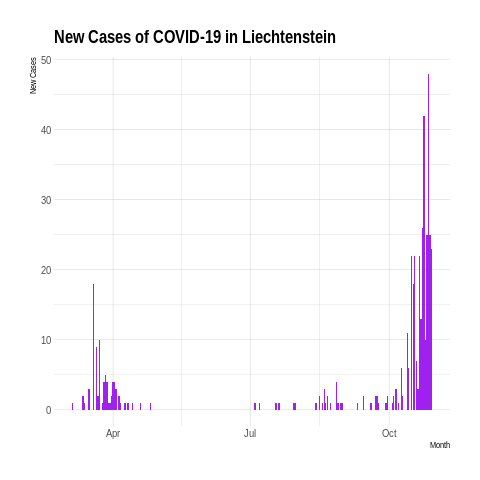 New Cases of COVID-19 in Liechtenstein
New Cases
50
40
30
20
10
0
Apr
Jul
Oct
Month